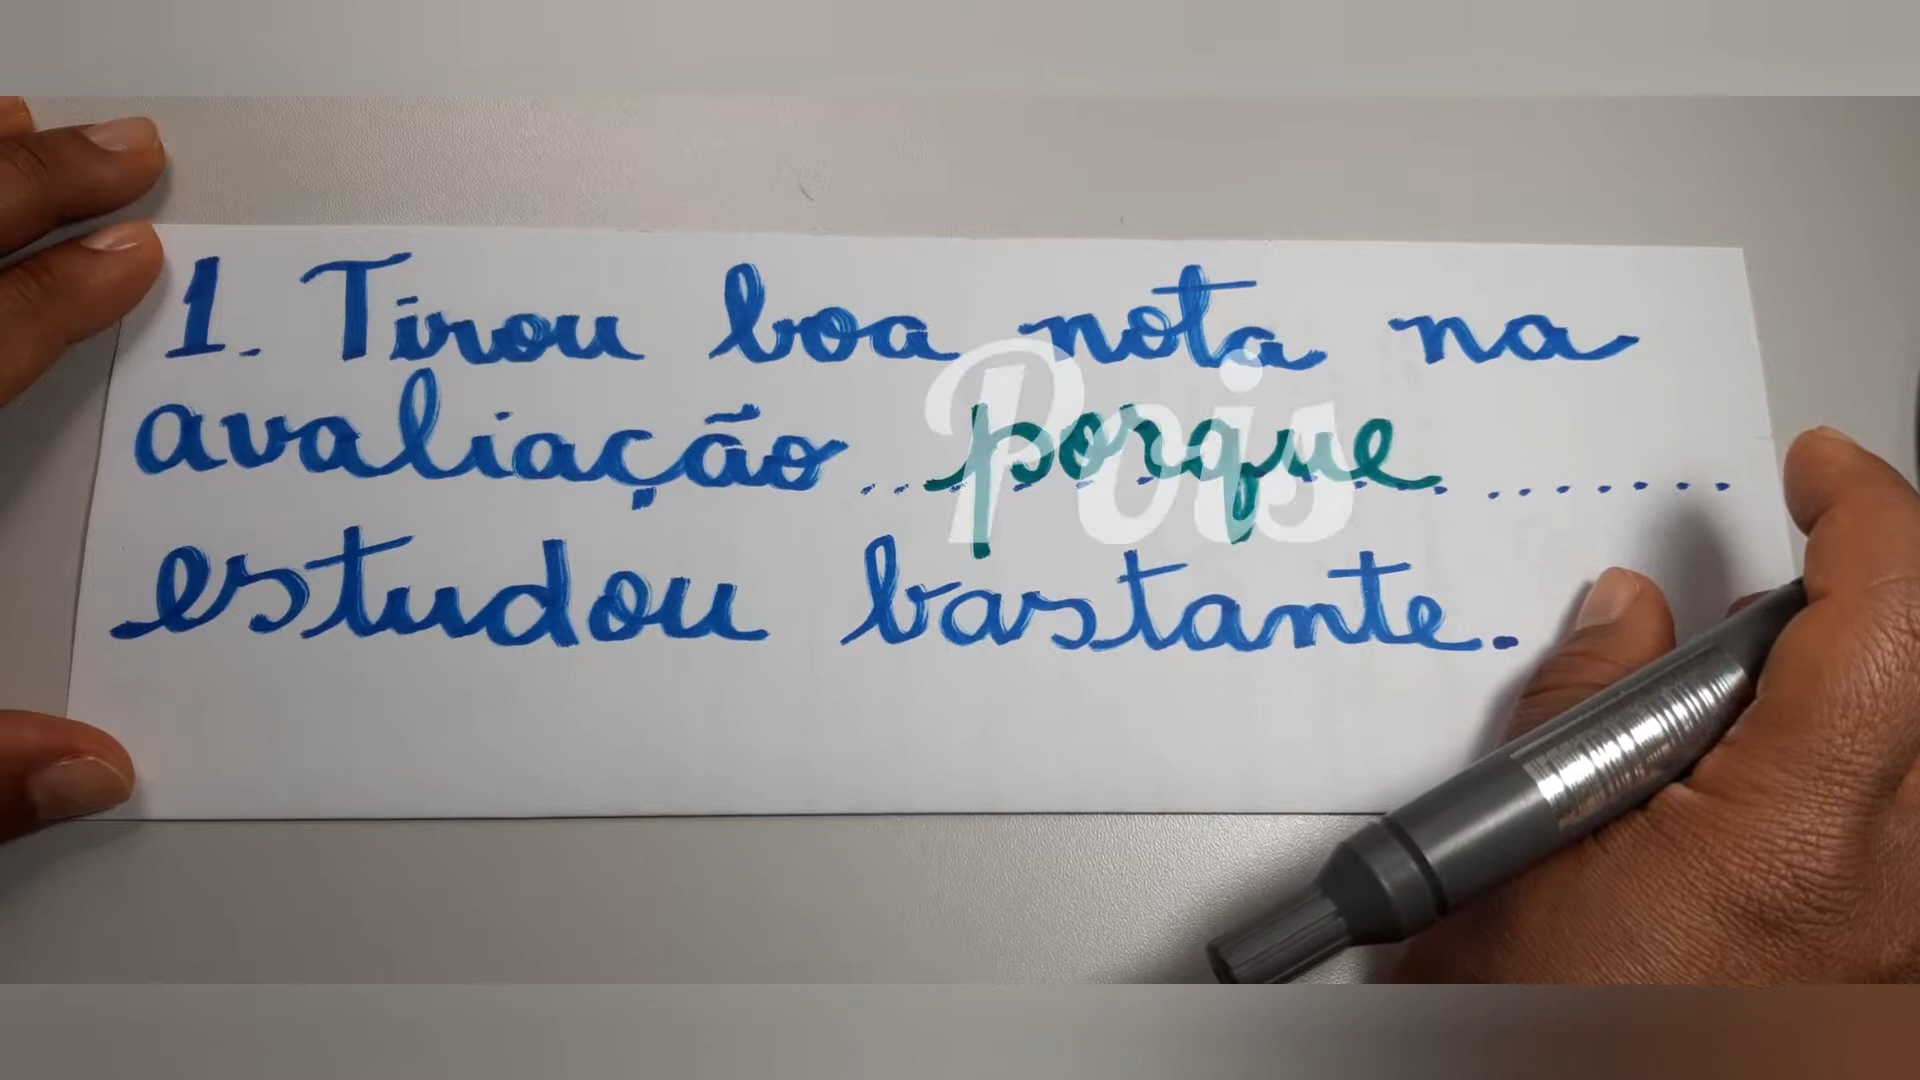 1. Tirou boa nota na
avaliação porque
Pois
estudou bastante.